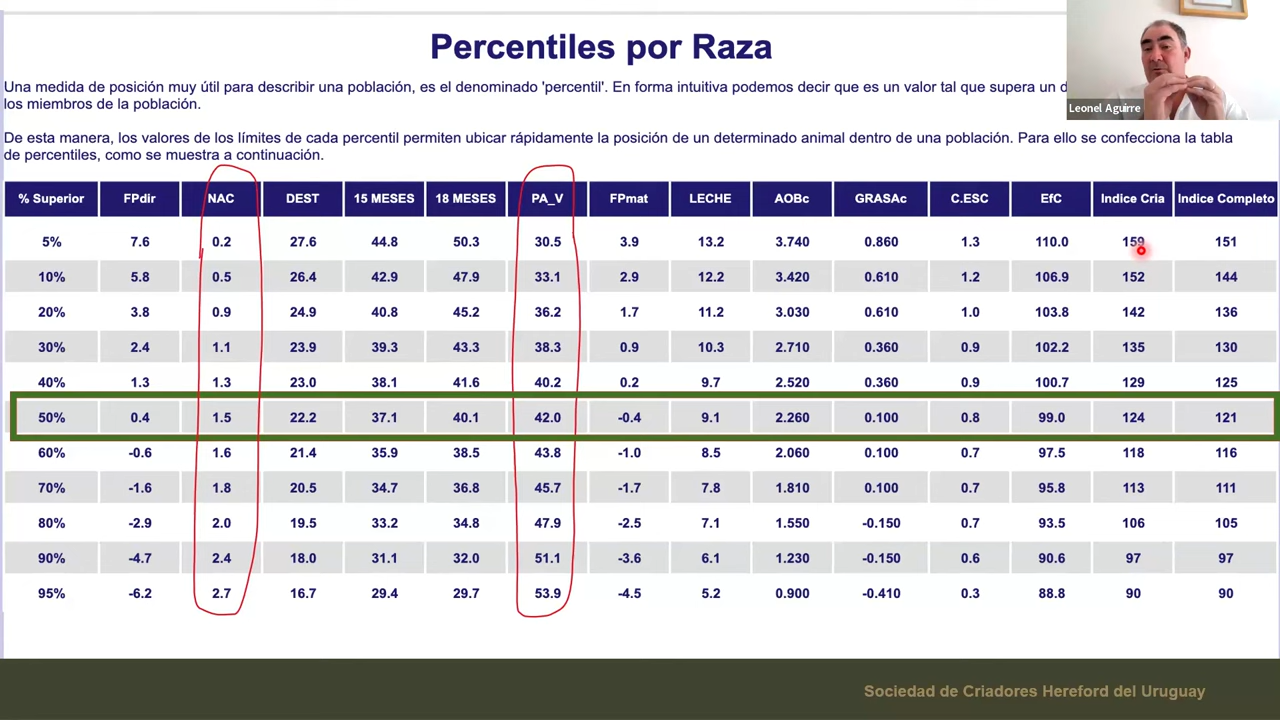 Percentiles por Raza
Una medida de posición muy útil para describir una población, es el denominado 'percentil'. En forma intuitiva podemos decir que es un valor tal que supera un
los miembros de la población.
De esta manera, los valores de los límites de cada percentil permiten ubicar rápidamente la posición de un determinado animal dentro de una población. Para ello se confecciona la tabla
de percentiles, como se muestra a continuación.
Leonel Aguirre
% Superior FPdir NAC DEST 15 MESES 18 MESES PA_V FPmat LECHE AOBc GRASAc C.ESC EfC Indice Cria Indice Completo
5% 7.6 0.2 27.6 44.8 50.3 30.5 3.9 13.2 3.740 0.860 1.3 110.0 159 151
10% 5.8 0.5 26.4 42.9 47.9 33.1 2.9 12.2 3.420 0.610 1.2 106.9 152 144
20% 3.8 0.9 24.9 40.8 45.2 36.2 1.7 11.2 3.030 0.610 1.0 103.8 142 136
30% 2.4 1.1 23.9 39.3 43.3 38.3 0.9 10.3 2.710 0.360 0.9 102.2 135 130
40% 1.3 1.3 23.0 38.1 41.6 40.2 0.2 9.7 2.520 0.360 0.9 100.7 129 125
50% 0.4 1.5 22.2 37.1 40.1 42.0 -0.4 9.1 2.260 0.100 0.8 99.0 124 121
60% -0.6 1.6 21.4 35.9 38.5 43.8 -1.0 8.5 2.060 0.100 0.7 97.5 118 116
70% -1.6 1.8 20.5 34.7 36.8 45.7 -1.7 7.8 1.810 0.100 0.7 95.8 113 111
80% -2.9 2.0 19.5 33.2 34.8 47.9 -2.5 7.1 1.550 -0.150 0.7 93.5 106 105
90% -4.7 2.4 18.0 31.1 32.0 51.1 -3.6 6.1 1.230 -0.150 0.6 90.6 97 97
95% -6.2 2.7 16.7 29.4 29.7 53.9 -4.5 5.2 0.900 -0.410 0.3 88.8 90 90
Sociedad de Criadores Hereford del Uruguay